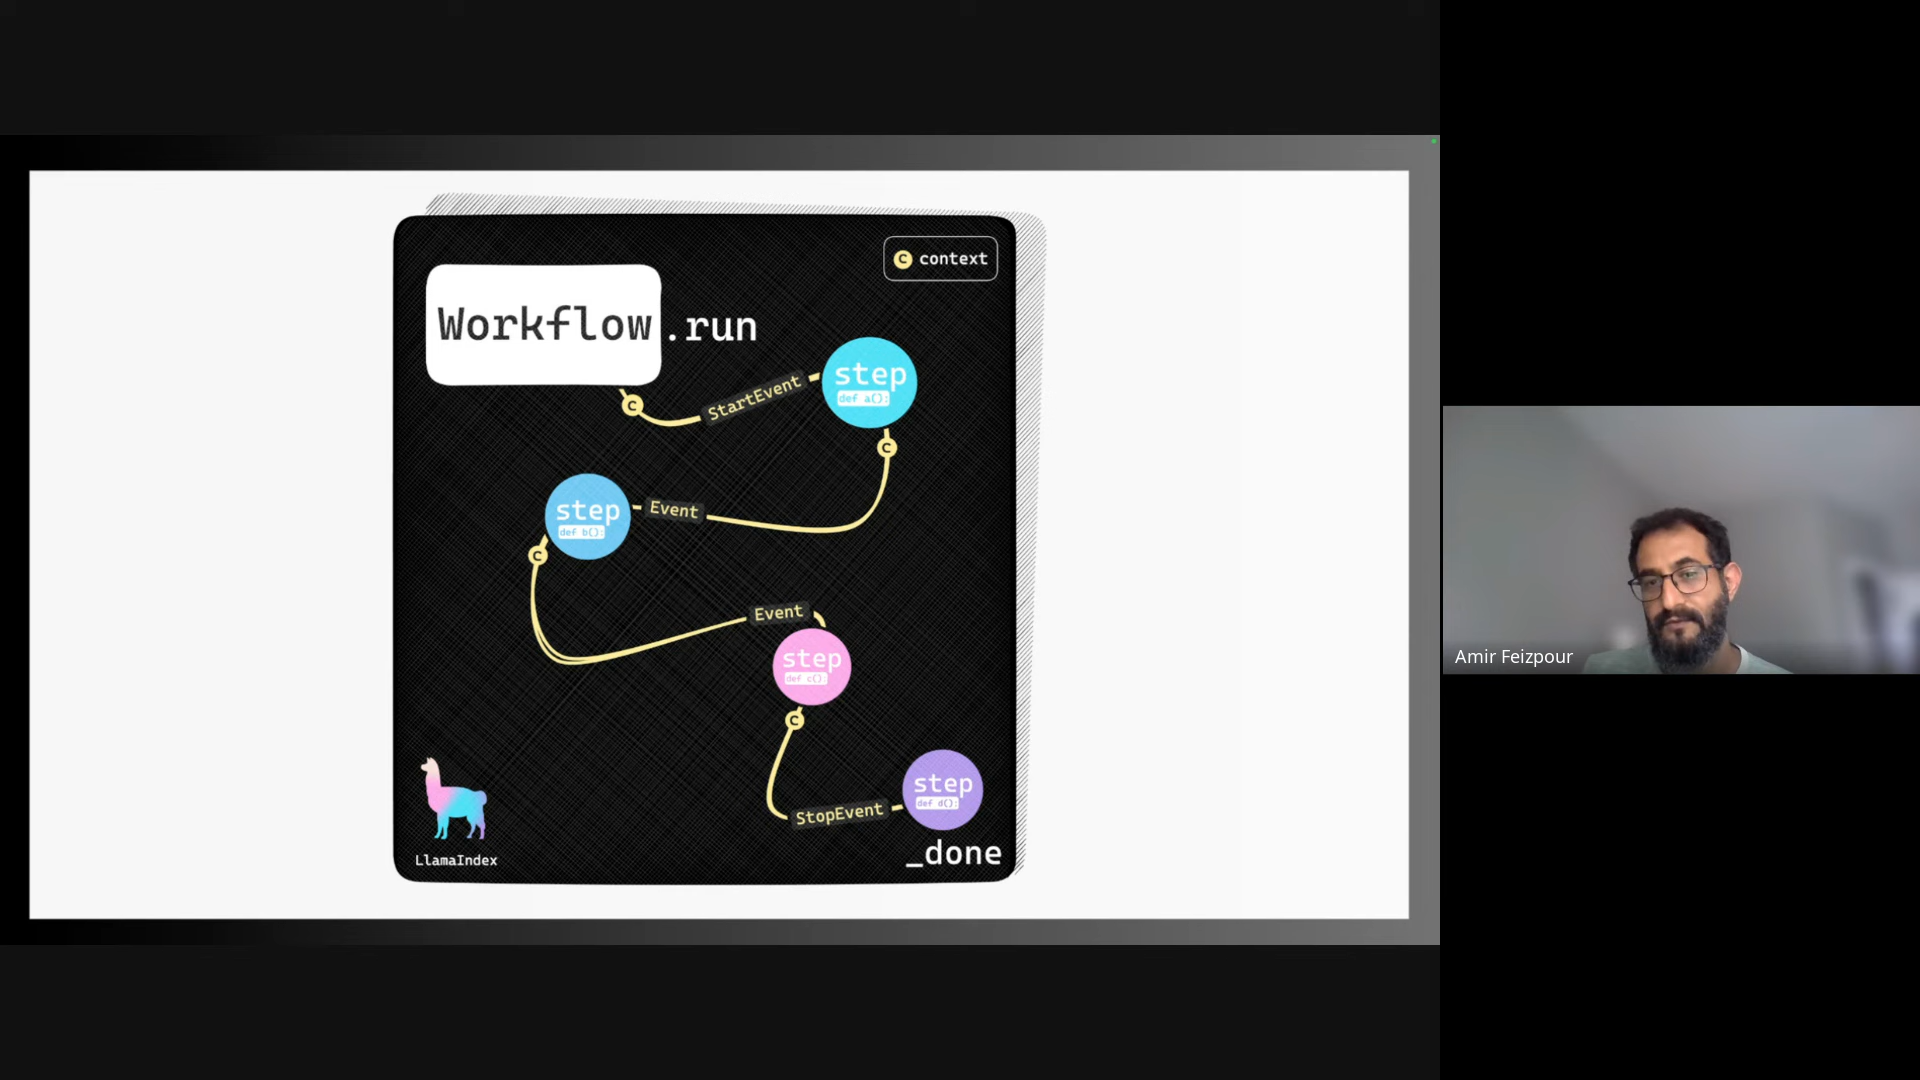 C context
Workflow.run
step
def a():
StartEvent
C
C
step
def b():
Event
C
Event
step
def c():
C
step
def d():
StopEvent
_done
LlamaIndex
Amir Feizpour